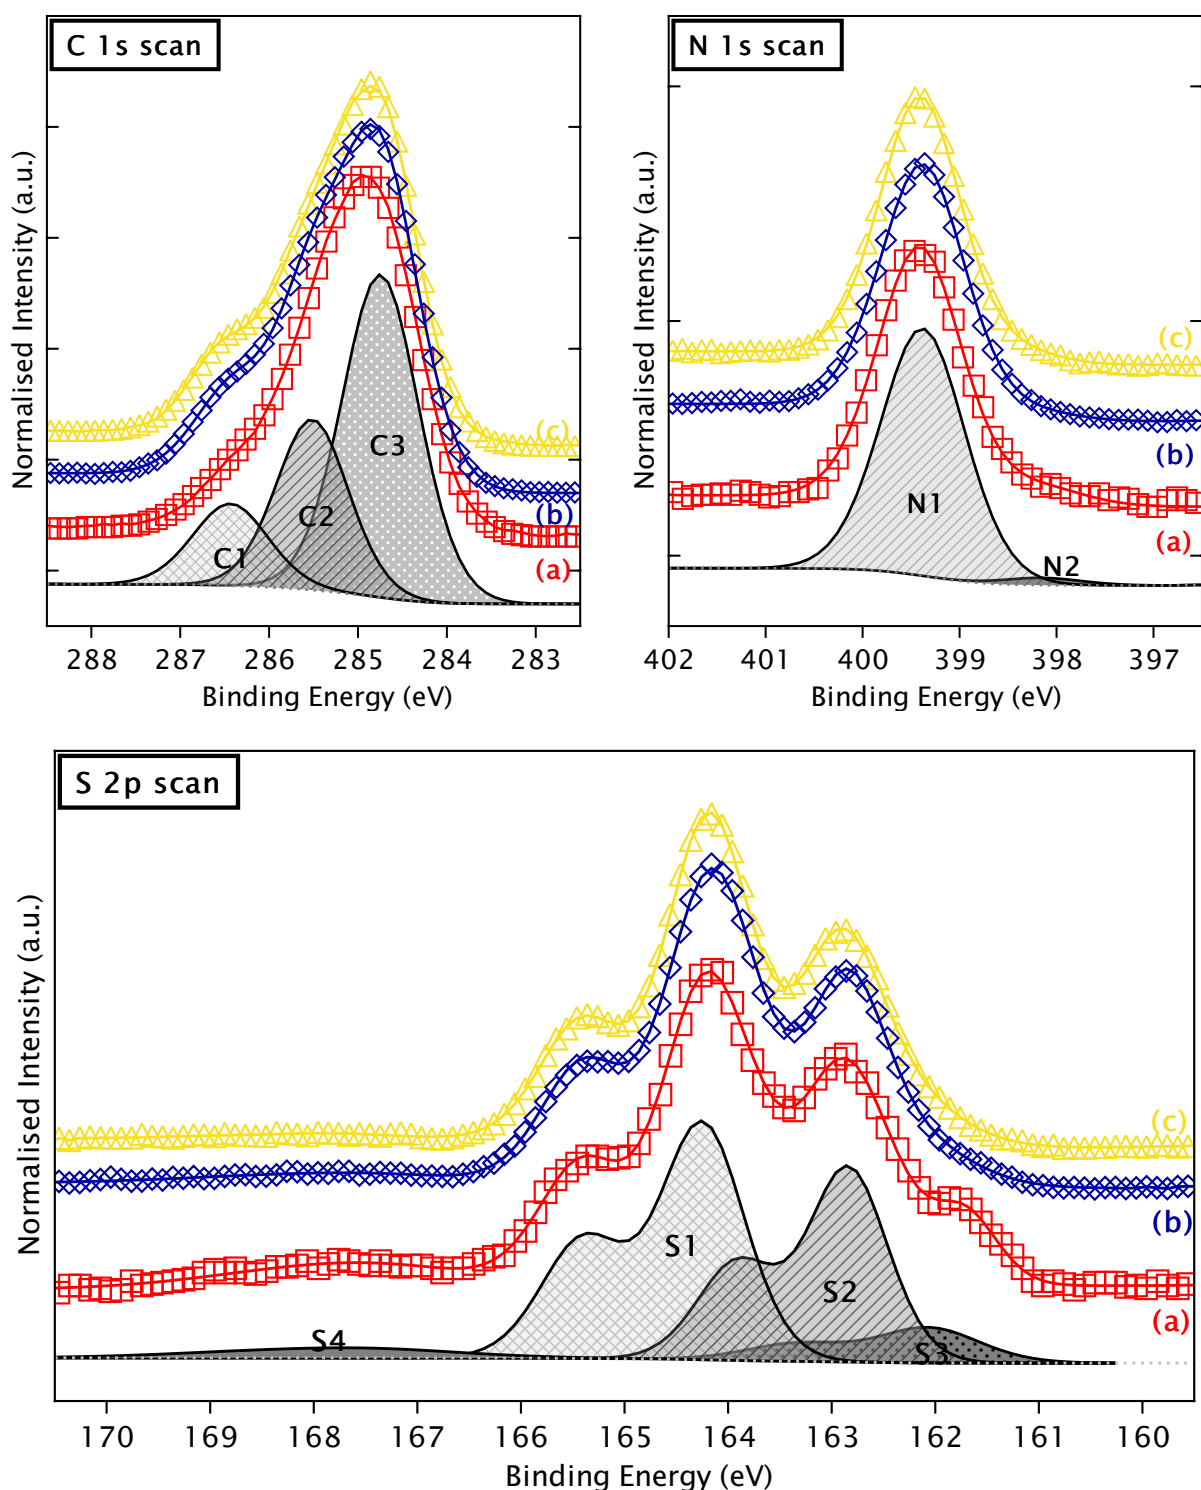 C 1s scan
Normalised Intensity (a.u.)
(c)
(b)
(a)
C1
C2
C3
288 287 286 285 284 283
Binding Energy (eV)
N 1s scan
Normalised Intensity (a.u.)
(c)
(b)
(a)
N1
N2
402 401 400 399 398 397
Binding Energy (eV)
S 2p scan
Normalised Intensity (a.u.)
(c)
(b)
(a)
S1
S2
S3
S4
170 169 168 167 166 165 164 163 162 161 160
Binding Energy (eV)